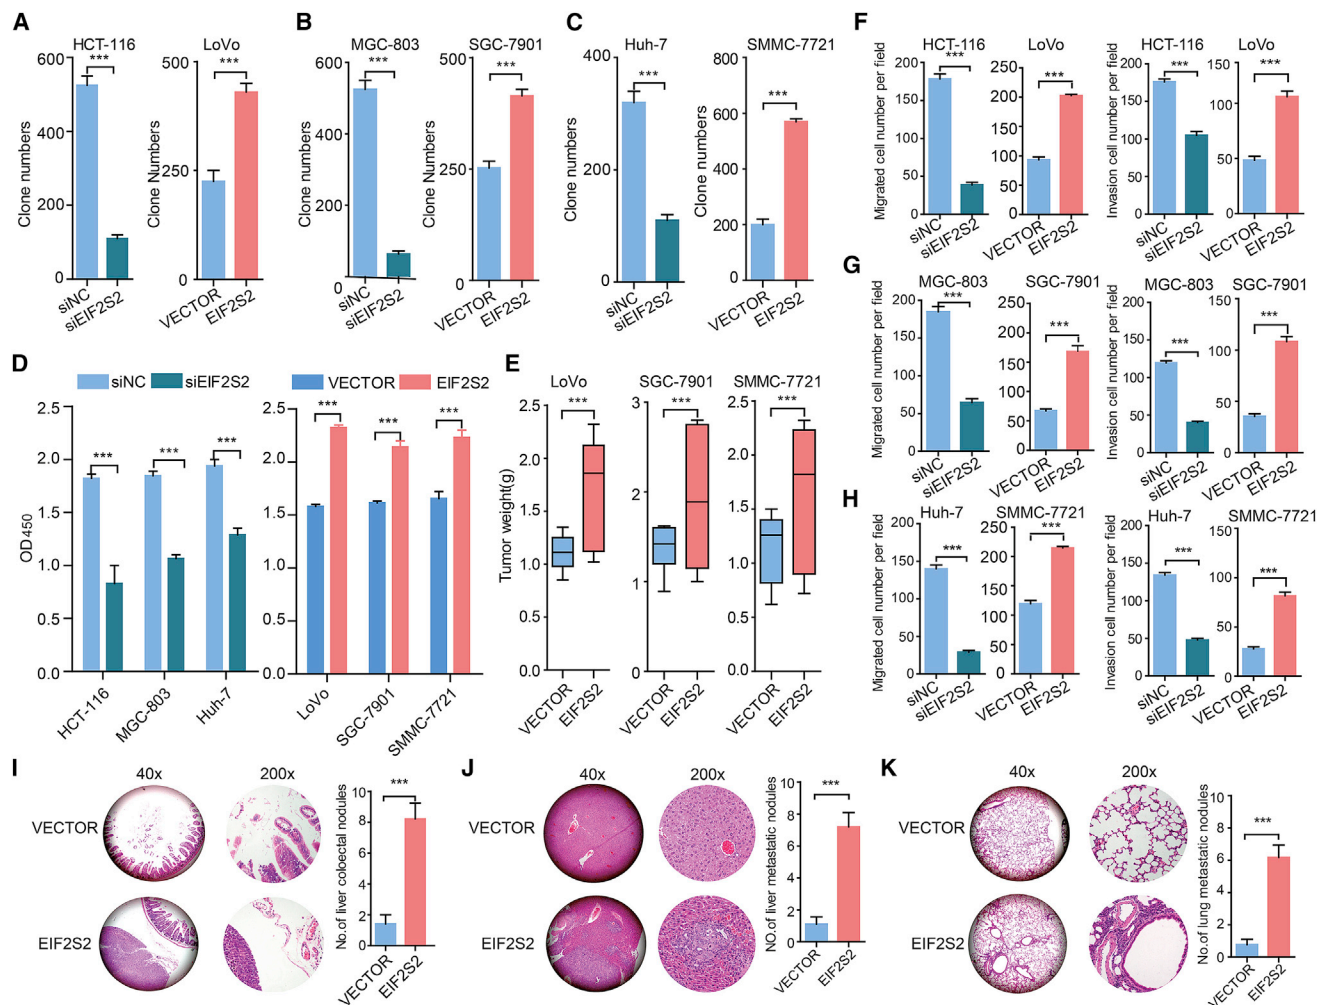 A
HCT-116
LoVo
***
***
Clone numbers
600
400
200
0
siNC
siEIF2S2
Clone Numbers
500
250
0
VECTOR
EIF2S2
B
MGC-803
SGC-7901
***
***
Clone numbers
600
400
200
0
0
siNC
siEIF2S2
Clone Numbers
500
250
0
VECTOR
EIF2S2
C
Huh-7
SMMC-7721
***
***
Clone numbers
400
200
0
siNC
siEIF2S2
Clone numbers
800
600
400
200
0
VECTOR
EIF2S2
D
siNC
siEIF2S2
VECTOR
EIF2S2
OD450
2.5
2.0
1.5
1.0
0.5
0.0
***
***
***
HCT-116
MGC-803
Huh-7
2.5
2.0
1.5
1.0
0.5
0.0
***
***
***
LoVo
SGC-7901
SMMC-7721
E
LoVo
SGC-7901
SMMC-7721
***
***
***
Tumor weight(g)
2.5
2.0
1.5
1.0
0.5
0.0
VECTOR
EIF2S2
3
2
1
0
VECTOR
EIF2S2
2.5
2.0
1.5
1.0
0.5
0.0
VECTOR
EIF2S2
F
HCT-116
LoVo
HCT-116
LoVo
***
***
***
***
Migrated cell number per field
200
150
100
50
0
siNC
siEIF2S2
250
200
150
100
50
0
VECTOR
EIF2S2
Invasion cell number per field
200
150
100
50
0
siNC
siEIF2S2
150
100
50
0
VECTOR
EIF2S2
G
MGC-803
SGC-7901
MGC-803
SGC-7901
***
***
***
***
Migrated cell number per field
200
150
100
50
0
siNC
siEIF2S2
250
200
150
100
50
0
VECTOR
EIF2S2
Invasion cell number per field
200
150
100
50
0
siNC
siEIF2S2
150
100
50
0
VECTOR
EIF2S2
H
Huh-7
SMMC-7721
Huh-7
SMMC-7721
***
***
***
***
Migrated cell number per field
200
150
100
50
0
siNC
siEIF2S2
250
200
150
100
50
0
VECTOR
EIF2S2
Invasion cell number per field
200
150
100
50
0
siNC
siEIF2S2
150
100
50
0
VECTOR
EIF2S2
I
40x
200x
VECTOR
EIF2S2
***
No.of liver coloectal nodules
10
8
6
4
2
0
VECTOR
EIF2S2
J
40x
200x
VECTOR
EIF2S2
***
NO.of liver metastatic nodules
10
8
6
4
2
0
VECTOR
EIF2S2
K
40x
200x
VECTOR
EIF2S2
***
No.of lung metastatic nodules
10
8
6
4
2
0
VECTOR
EIF2S2